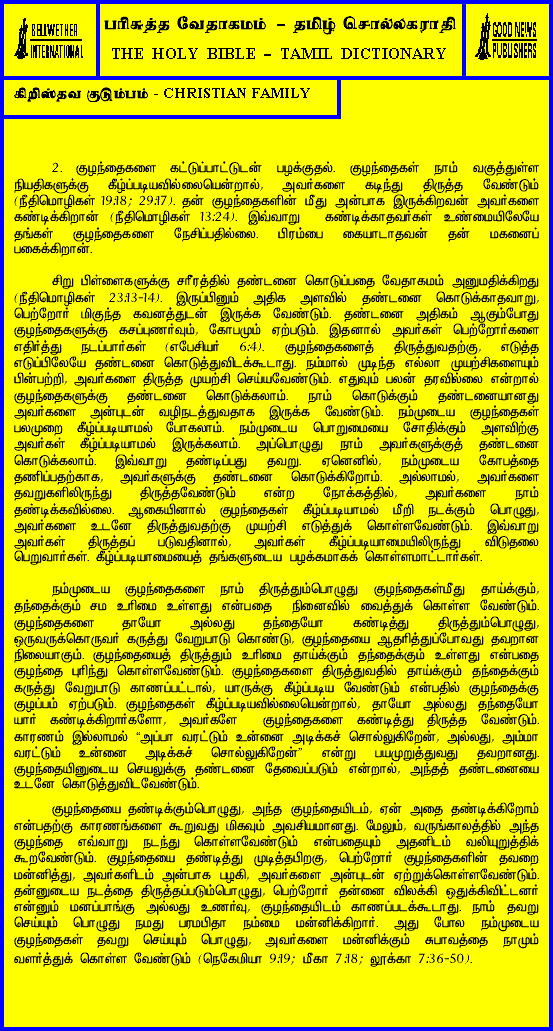 BELLWETHER
INTERNATIONAL
பரிசுத்த வேதாகமம் – தமிழ் சொல்லகராதி
THE HOLY BIBLE – TAMIL DICTIONARY
GOOD NEWS
PUBLISHERS
கிறிஸ்தவ குடும்பம் - CHRISTIAN FAMILY
2. குழந்தைகளை கட்டுப்பாட்டுடன் பழக்குதல். குழந்தைகள் நாம் வகுத்துள்ள
நியதிகளுக்கு கீழ்ப்படியவில்லையென்றால், அவர்களை கடிந்து திருத்த வேண்டும்
(நீதிமொழிகள் 19:18; 29:17). தன் குழந்தைகளின் மீது அன்பாக இருக்கிறவன் அவர்களை
கண்டிக்கிறான் (நீதிமொழிகள் 13:24). இவ்வாறு கண்டிக்காதவர்கள் உண்மையிலேயே
தங்கள் குழந்தைகளை நேசிப்பதில்லை. பிரம்பை கையாடாதவன் தன் மகனைப்
பகைக்கிறான்.
சிறு பிள்ளைகளுக்கு சரீரத்தில் தண்டனை கொடுப்பதை வேதாகமம் அனுமதிக்கிறது
(நீதிமொழிகள் 23:13-14). இருப்பினும் அதிக அளவில் தண்டனை கொடுக்காதவாறு,
பெற்றோர் மிகுந்த கவனத்துடன் இருக்க வேண்டும். தண்டனை அதிகம் ஆகும்போது
குழந்தைகளுக்கு கசப்புணர்வும், கோபமும் ஏற்படும். இதனால் அவர்கள் பெற்றோர்களை
எதிர்த்து நடப்பார்கள் (எபேசியர் 6:4). குழந்தைகளைத் திருத்துவதற்கு, எடுத்த
எடுப்பிலேயே தண்டனை கொடுத்துவிடக்கூடாது. நம்மால் முடிந்த எல்லா முயற்சிகளையும்
பின்பற்றி, அவர்களை திருத்த முயற்சி செய்யவேண்டும். எதுவும் பலன் தரவில்லை என்றால்
குழந்தைகளுக்கு தண்டனை கொடுக்கலாம். நாம் கொடுக்கும் தண்டனையானது
அவர்களை அன்புடன் வழிநடத்துவதாக இருக்க வேண்டும். நம்முடைய குழந்தைகள்
பலமுறை கீழ்ப்படியாமல் போகலாம். நம்முடைய பொறுமையை சோதிக்கும் அளவிற்கு
அவர்கள் கீழ்ப்படியாமல் இருக்கலாம். அப்பொழுது நாம் அவர்களுக்குத் தண்டனை
கொடுக்கலாம். இவ்வாறு தண்டிப்பது தவறு. ஏனெனில், நம்முடைய கோபத்தை
தணிப்பதற்காக, அவர்களுக்கு தண்டனை கொடுக்கிறோம். அல்லாமல், அவர்களை
தவறுகளிலிருந்து திருத்தவேண்டும் என்ற நோக்கத்தில், அவர்களை நாம்
தண்டிக்கவில்லை. ஆகையினால் குழந்தைகள் கீழ்ப்படியாமல் மீறி நடக்கும் பொழுது,
அவர்களை உடனே திருத்துவதற்கு முயற்சி எடுத்துக் கொள்ளவேண்டும். இவ்வாறு
அவர்கள் திருத்தப் படுவதினால், அவர்கள் கீழ்ப்படியாமையிலிருந்து விடுதலை
பெறுவார்கள். கீழ்ப்படியாமையைத் தங்களுடைய பழக்கமாகக் கொள்ளமாட்டார்கள்.
நம்முடைய குழந்தைகளை நாம் திருத்தும்பொழுது குழந்தைகள்மீது தாய்க்கும்,
தந்தைக்கும் சம உரிமை உள்ளது என்பதை நினைவில் வைத்துக் கொள்ள வேண்டும்.
குழந்தைகளை தாயோ அல்லது தந்தையோ கண்டித்து திருத்தும்பொழுது,
ஒருவருக்கொருவர் கருத்து வேறுபாடு கொண்டு, குழந்தையை ஆதரித்துப்போவது தவறான
நிலையாகும். குழந்தையைத் திருத்தும் உரிமை தாய்க்கும் தந்தைக்கும் உள்ளது என்பதை
குழந்தை புரிந்து கொள்ளவேண்டும். குழந்தைகளை திருத்துவதில் தாய்க்கும் தந்தைக்கும்
கருத்து வேறுபாடு காணப்பட்டால், யாருக்கு கீழ்ப்படிய வேண்டும் என்பதில் குழந்தைக்கு
குழப்பம் ஏற்படும். குழந்தைகள் கீழ்ப்படியவில்லையென்றால், தாயோ அல்லது தந்தையோ
யார் கண்டிக்கிறார்களோ, அவர்களே குழந்தைகளை கண்டித்து திருத்த வேண்டும்.
காரணம் இல்லாமல் “அப்பா வரட்டும் உன்னை அடிக்கச் சொல்லுகிறேன், அல்லது, அம்மா
வரட்டும் உன்னை அடிக்கச் சொல்லுகிறேன்” என்று பயமுறுத்துவது தவறானது.
குழந்தையினுடைய செயலுக்கு தண்டனை தேவைப்படும் என்றால், அந்தத் தண்டனையை
உடனே கொடுத்துவிடவேண்டும்.
குழந்தையை தண்டிக்கும்பொழுது, அந்த குழந்தையிடம், ஏன் அதை தண்டிக்கிறோம்
என்பதற்கு காரணங்களை கூறுவது மிகவும் அவசியமானது. மேலும், வருங்காலத்தில் அந்த
குழந்தை எவ்வாறு நடந்து கொள்ளவேண்டும் என்பதையும் அதனிடம் வலியுறுத்திக்
கூறவேண்டும். குழந்தையை தண்டித்து முடித்தபிறகு, பெற்றோர் குழந்தைகளின் தவறை
மன்னித்து, அவர்களிடம் அன்பாக பழகி, அவர்களை அன்புடன் ஏற்றுக்கொள்ளவேண்டும்.
தன்னுடைய நடத்தை திருத்தப்படும்பொழுது, பெற்றோர் தன்னை விலக்கி ஒதுக்கிவிட்டனர்
என்னும் மனப்பாங்கு அல்லது உணர்வு, குழந்தையிடம் காணப்படக்கூடாது. நாம் தவறு
செய்யும் பொழுது நமது பரமபிதா நம்மை மன்னிக்கிறார். அது போல நம்முடைய
குழந்தைகள் தவறு செய்யும் பொழுது, அவர்களை மன்னிக்கும் சுபாவத்தை நாமும்
வளர்த்துக் கொள்ள வேண்டும் (நெகேமியா 9:19; மீகா 7:18; லூக்கா 7:36-50).